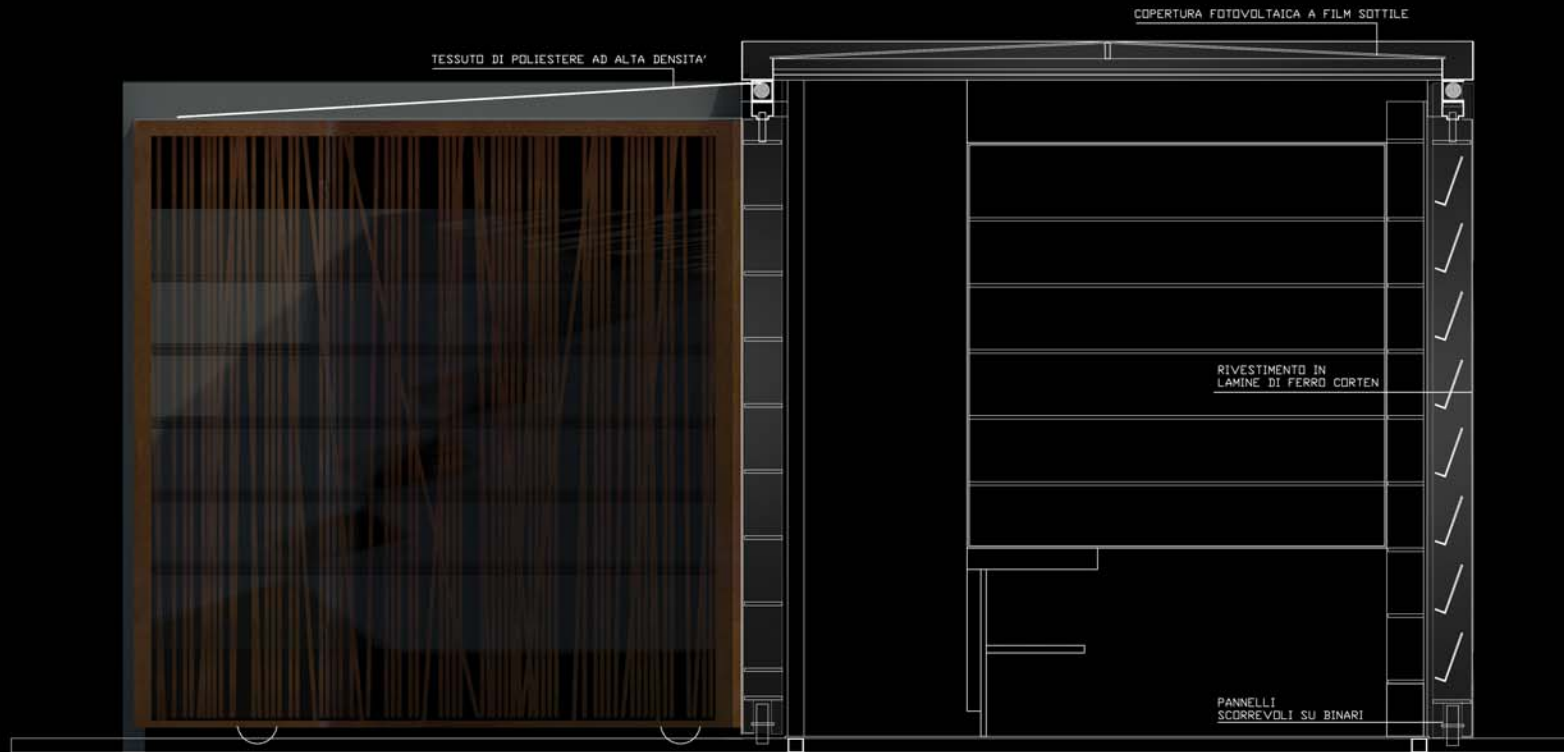 COPERTURA FOTOVOLTAICA A FILM SOTTILE
TESSUTO DI POLIESTERE AD ALTA DENSITA'
RIVESTIMENTO IN
LAMINE DI FERRO CORTEN
PANNELLI
SCORREVOLI SU BINARI